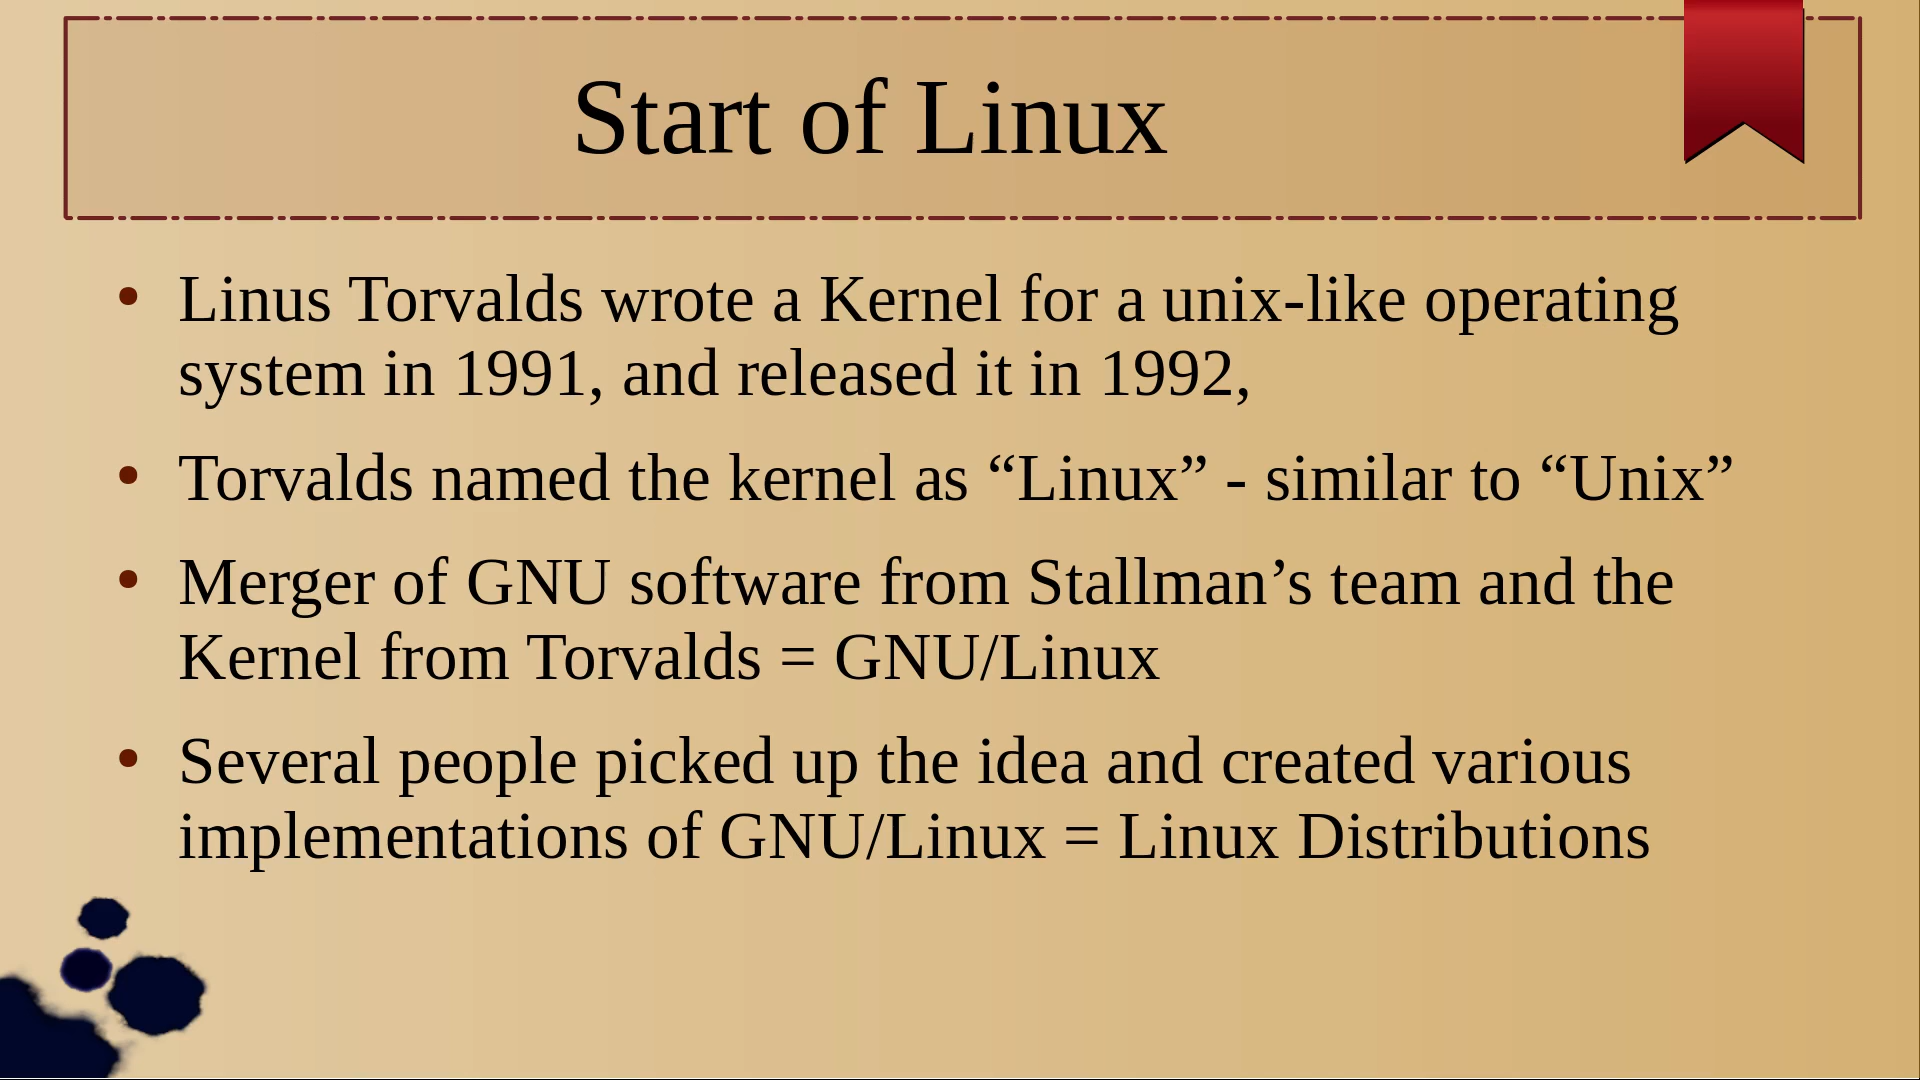 Start of Linux
• Linus Torvalds wrote a Kernel for a unix-like operating
system in 1991, and released it in 1992,
• Torvalds named the kernel as “Linux” - similar to “Unix”
• Merger of GNU software from Stallman’s team and the
Kernel from Torvalds = GNU/Linux
• Several people picked up the idea and created various
implementations of GNU/Linux = Linux Distributions